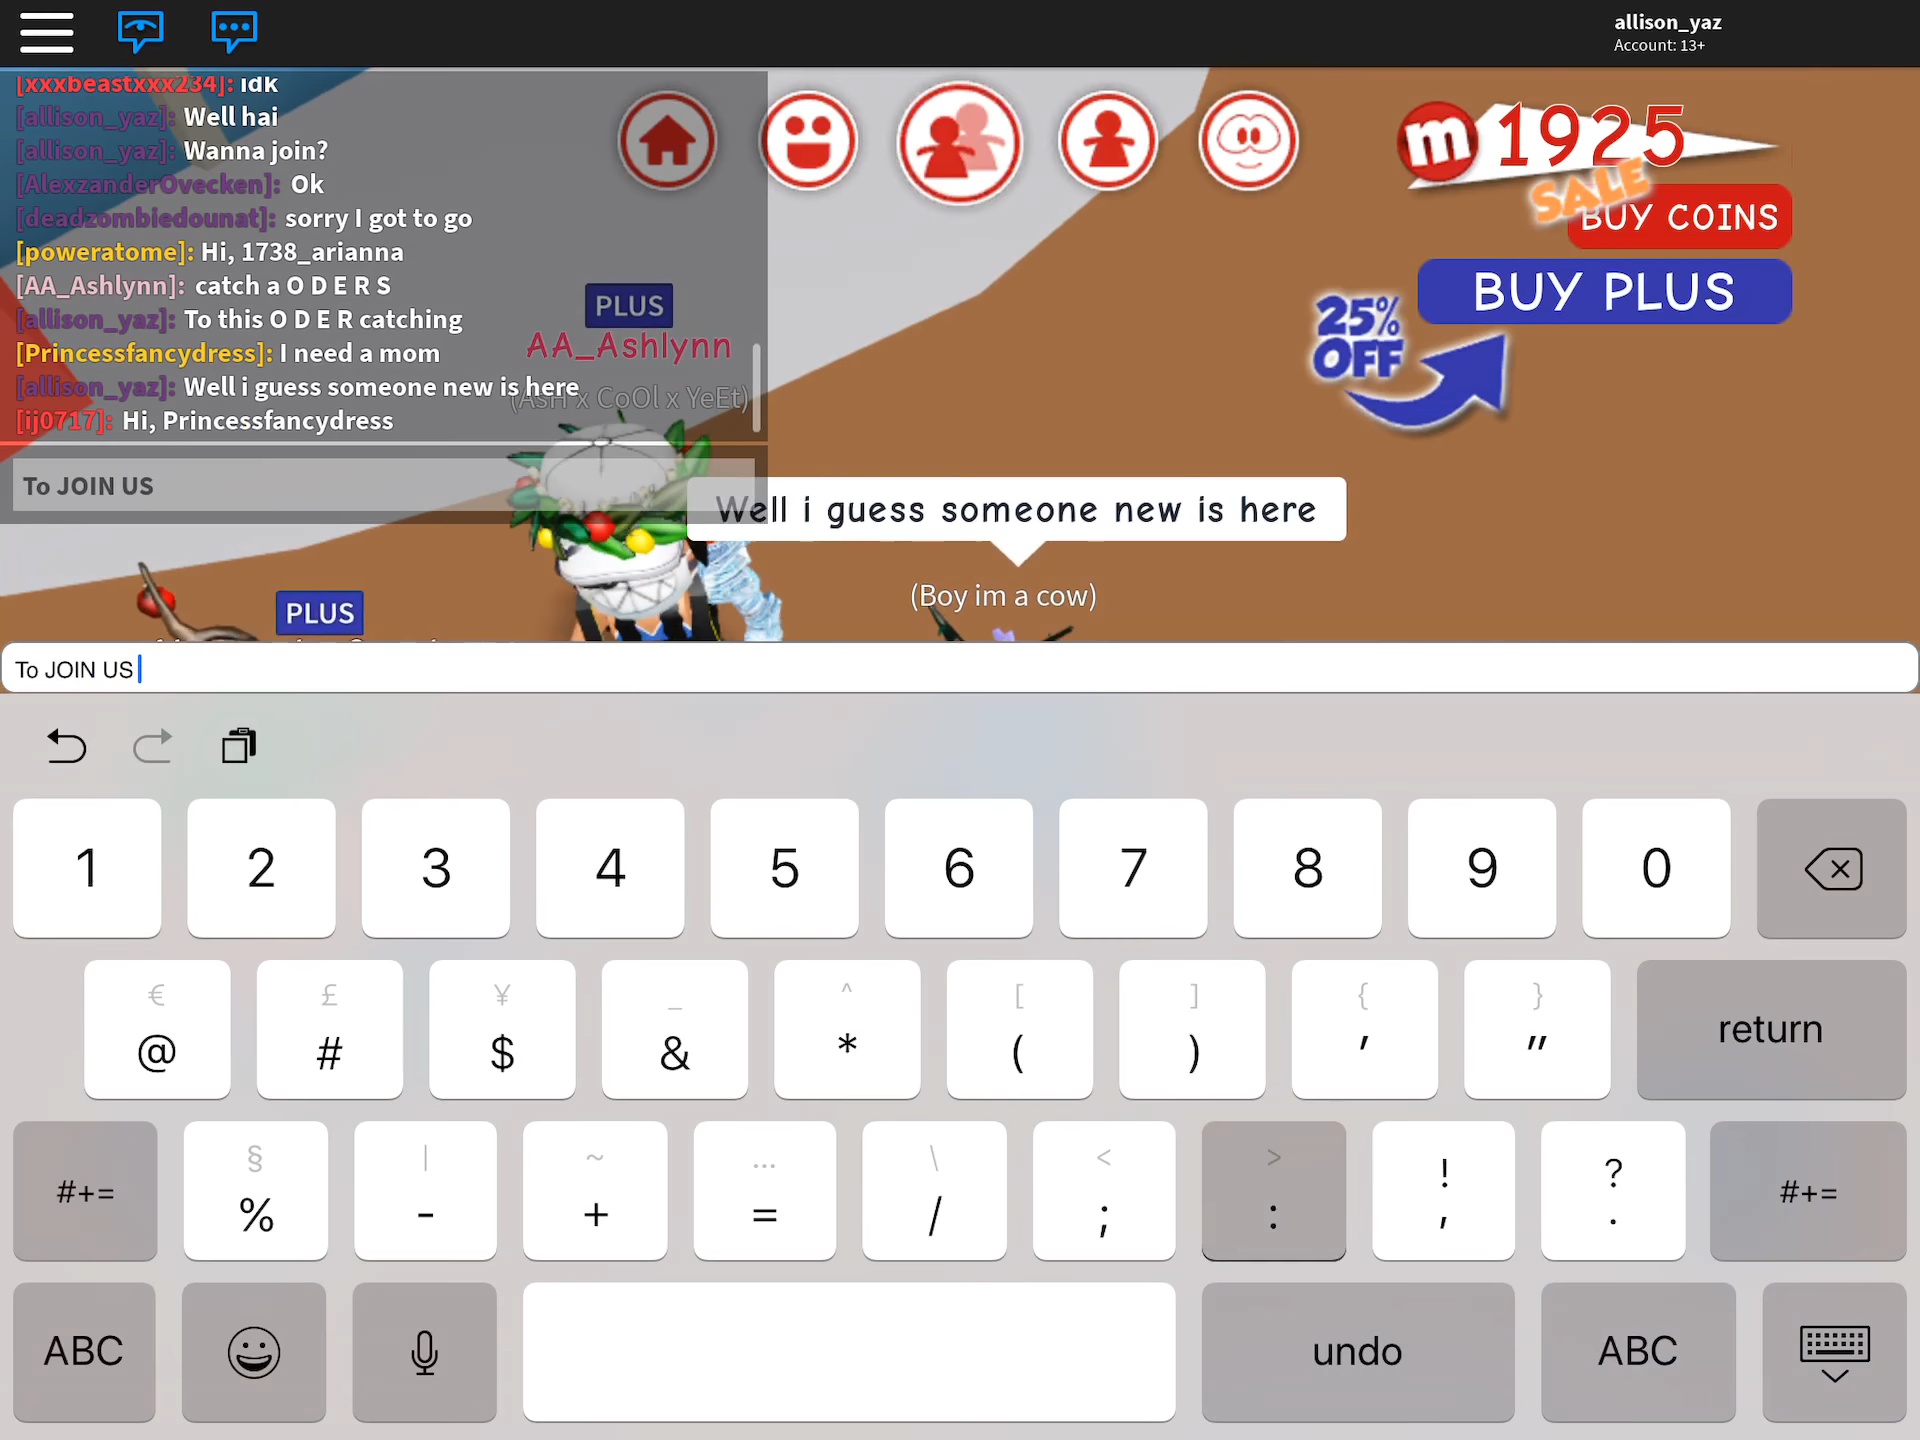 allison_yaz
Account: 13+
[xxxbeastxxx234]: idk
[allison_yaz]: Well hai
[allison_yaz]: Wanna join?
[AlexzanderOvecken]: Ok
[deadzombiedounat]: sorry I got to go
[poweratome]: Hi, 1738_arianna
[AA_Ashlynn]: catch a O D E R S
[allison_yaz]: To this O D E R catching
[Princessfancydress]: I need a mom
[allison_yaz]: Well i guess someone new is here
[ij0717]: Hi, Princessfancydress
To JOIN US
m 1925
SALE
BUY COINS
BUY PLUS
25%
OFF
PLUS
AA_Ashlynn
(AsH x CoOl x YeEt)
Well i guess someone new is here
(Boy im a cow)
PLUS
To JOIN US
1 2 3 4 5 6 7 8 9 0
€ £ ¥ _ ^ [ ] { }
@ # $ & * ( ) ' " return
§ | ~ … \ < > ! ?
#+= % - + = / ; : , . #+=
ABC undo ABC